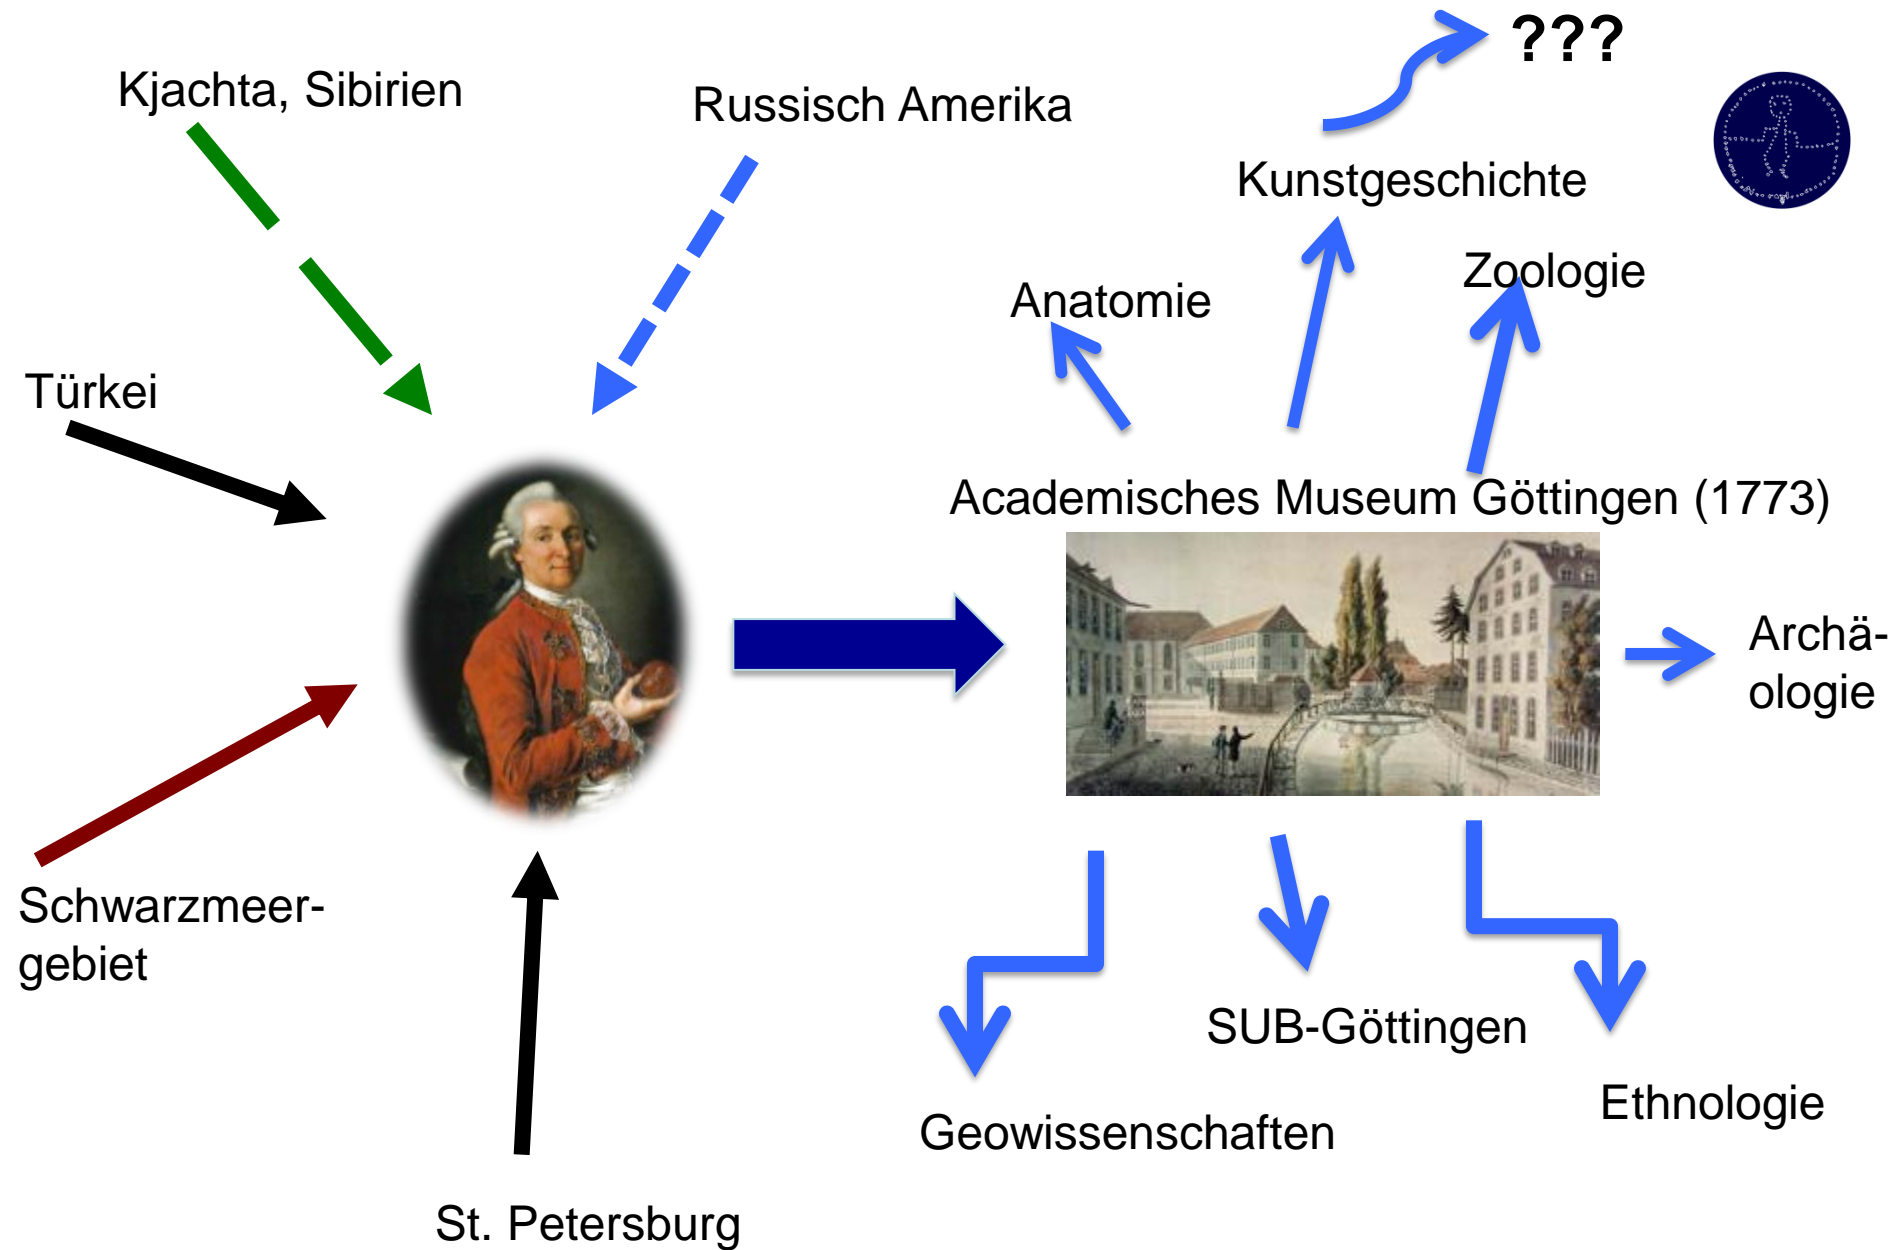 ???
Kjachta, Sibirien
Russisch Amerika
Kunstgeschichte
Zoologie
Anatomie
Türkei
Academisches Museum Göttingen (1773)
Archä-
ologie
Schwarzmeer-
gebiet
SUB-Göttingen
Ethnologie
Geowissenschaften
St. Petersburg